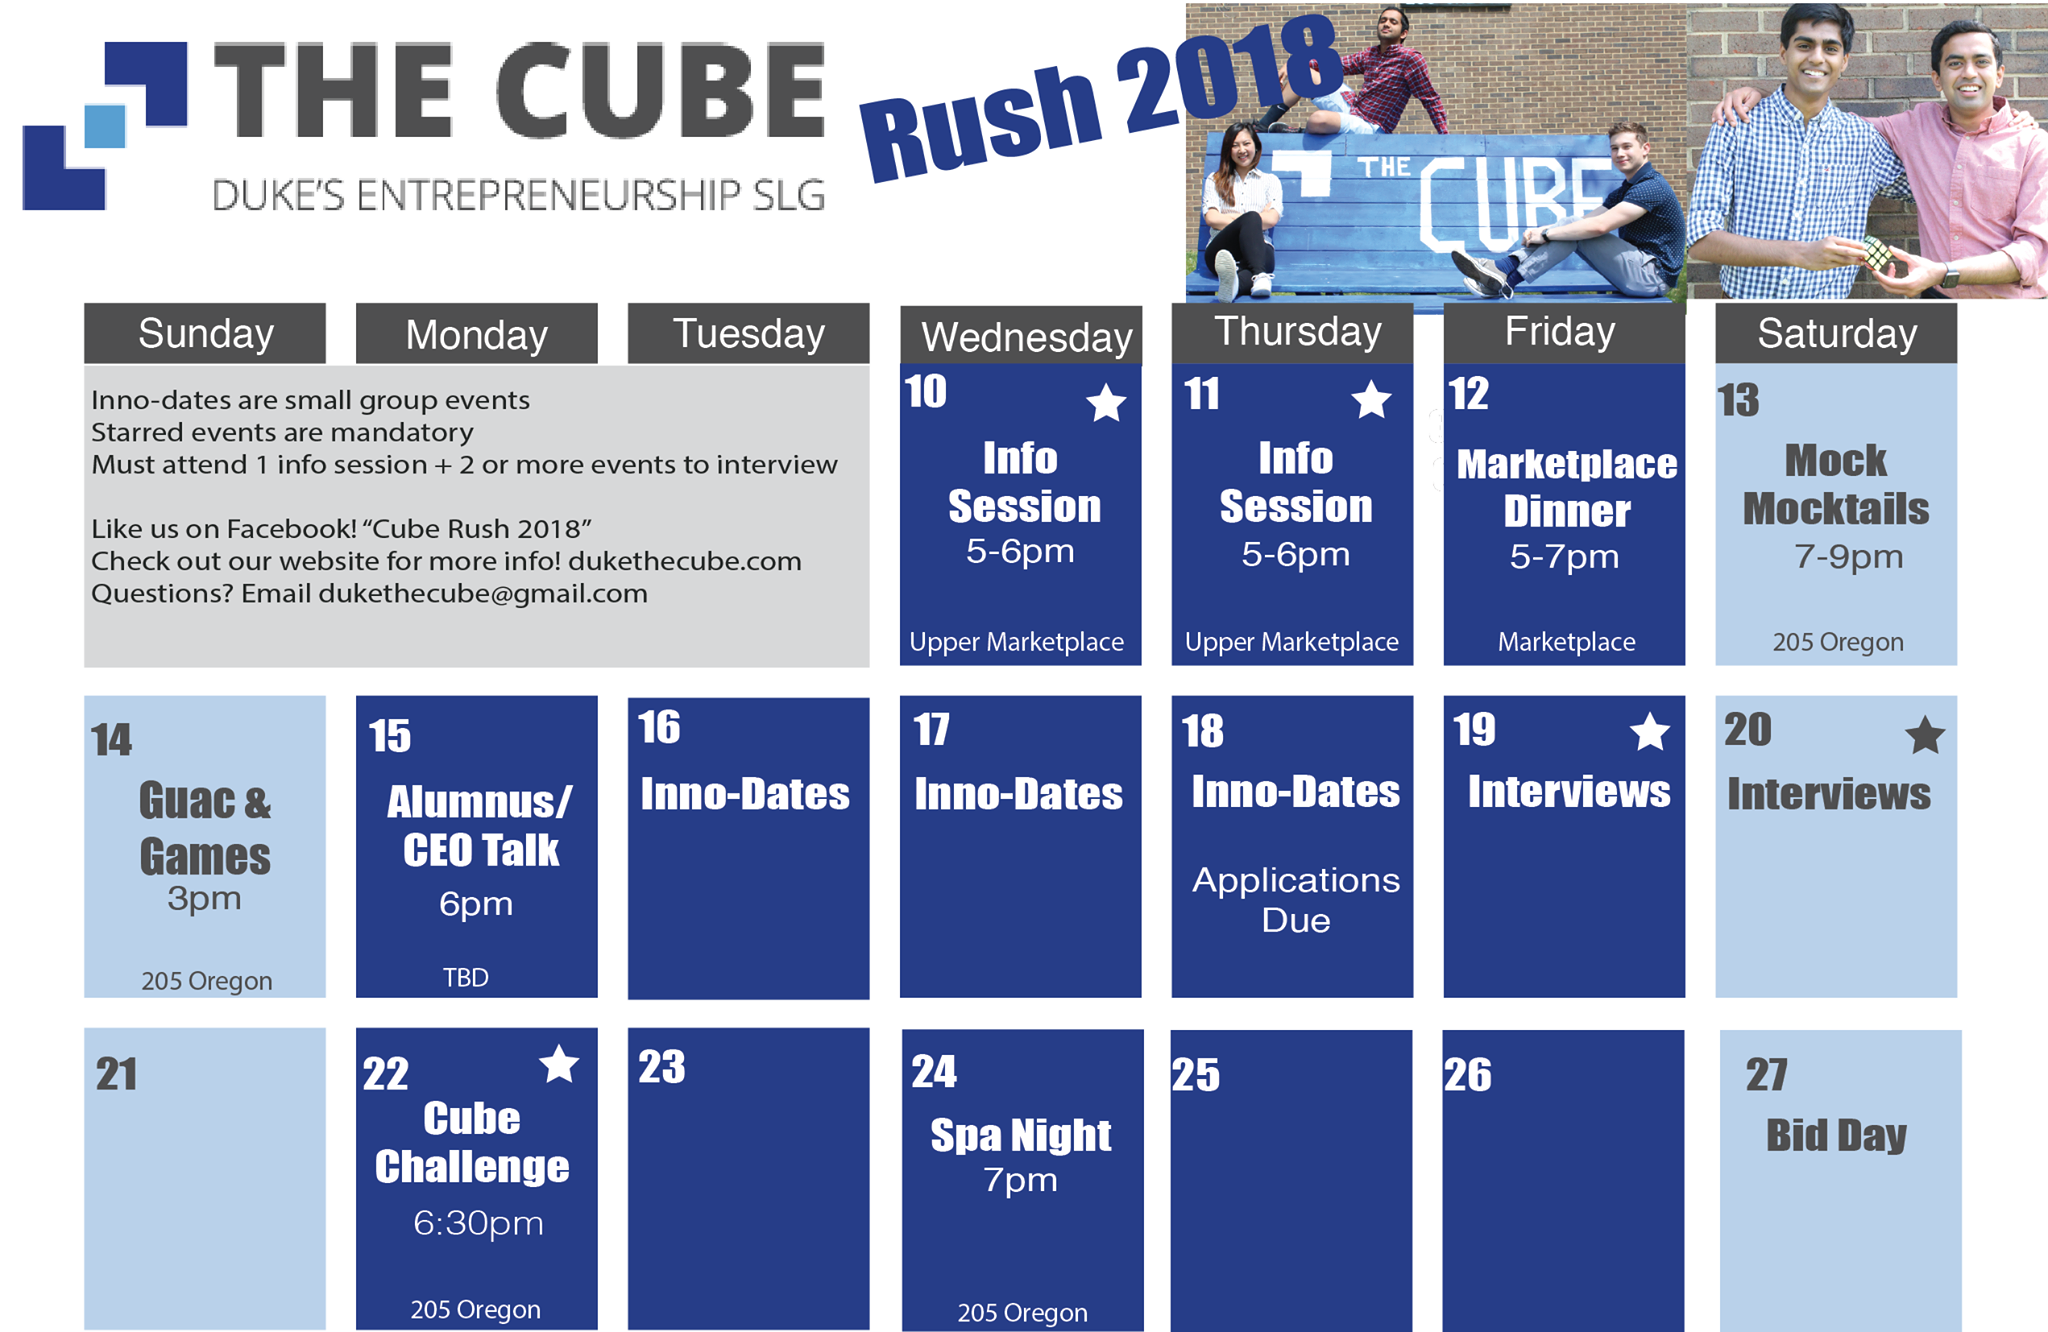 THE CUBE
DUKE'S ENTREPRENEURSHIP SLG
Rush 2018
THE CUBE
Sunday
Monday
Tuesday
Wednesday
Thursday
Friday
Saturday
Inno-dates are small group events
Starred events are mandatory
Must attend 1 info session + 2 or more events to interview
Like us on Facebook! “Cube Rush 2018”
Check out our website for more info! dukethecube.com
Questions? Email dukethecube@gmail.com
10
Info
Session
5-6pm
Upper Marketplace
11
Info
Session
5-6pm
Upper Marketplace
12
Marketplace
Dinner
5-7pm
Marketplace
13
Mock
Mocktails
7-9pm
205 Oregon
14
Guac &
Games
3pm
205 Oregon
15
Alumnus/
CEO Talk
6pm
TBD
16
Inno-Dates
17
Inno-Dates
18
Inno-Dates
Applications
Due
19
Interviews
20
Interviews
21
22
Cube
Challenge
6:30pm
205 Oregon
23
24
Spa Night
7pm
205 Oregon
25
26
27
Bid Day